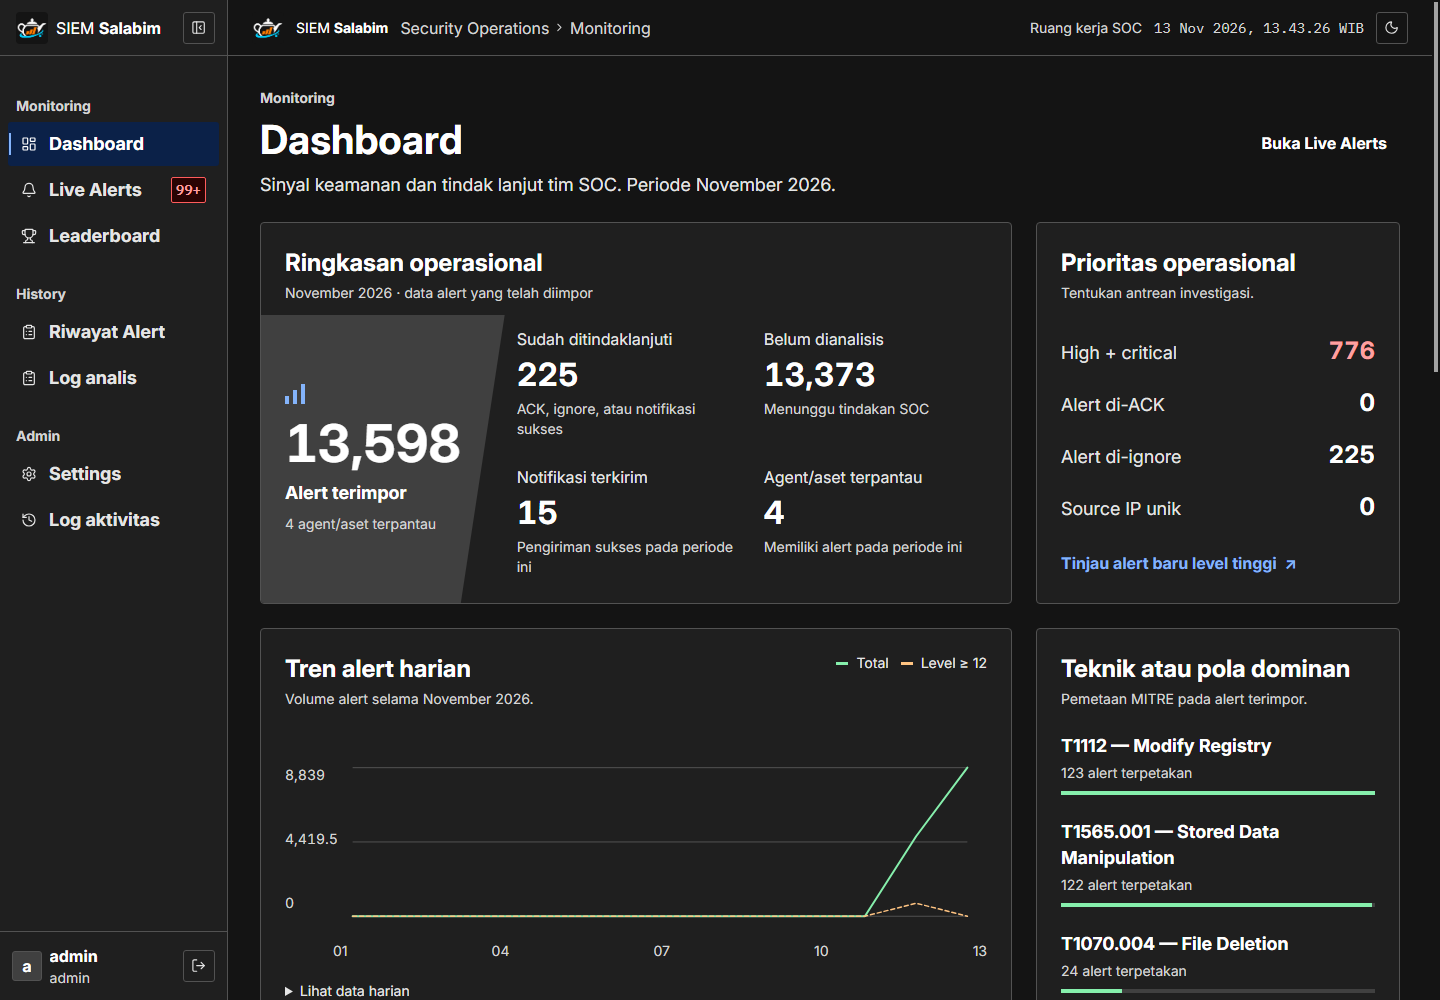 SIEM Salabim
Monitoring
Dashboard
Live Alerts 99+
Leaderboard
History
Riwayat Alert
Log analis
Admin
Settings
Log aktivitas
a admin
admin
SIEM Salabim Security Operations › Monitoring
Ruang kerja SOC 13 Nov 2026, 13.43.26 WIB
Monitoring
Dashboard
Sinyal keamanan dan tindak lanjut tim SOC. Periode November 2026.
Buka Live Alerts
Ringkasan operasional
November 2026 · data alert yang telah diimpor
13,598
Alert terimpor
4 agent/aset terpantau
Sudah ditindaklanjuti
225
ACK, ignore, atau notifikasi
sukses
Belum dianalisis
13,373
Menunggu tindakan SOC
Notifikasi terkirim
15
Pengiriman sukses pada periode
ini
Agent/aset terpantau
4
Memiliki alert pada periode ini
Prioritas operasional
Tentukan antrean investigasi.
High + critical 776
Alert di-ACK 0
Alert di-ignore 225
Source IP unik 0
Tinjau alert baru level tinggi
Tren alert harian
Volume alert selama November 2026.
Total Level ≥ 12
8,839
4,419.5
0
01 04 07 10 13
Lihat data harian
Teknik atau pola dominan
Pemetaan MITRE pada alert terimpor.
T1112 — Modify Registry
123 alert terpetakan
T1565.001 — Stored Data
Manipulation
122 alert terpetakan
T1070.004 — File Deletion
24 alert terpetakan